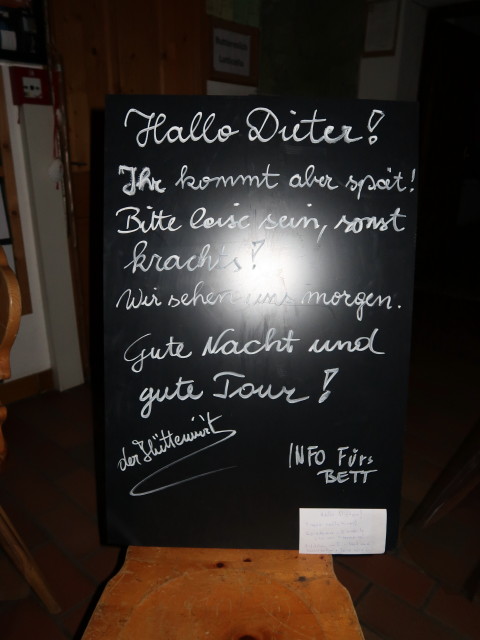 Hallo Dieter!
Ihr kommt aber spät!
Bitte leise sein, sonst
krachts!
Wir sehen uns morgen.
Gute Nacht und
gute Tour!
der Hüttenwirt
INFO Fürs
BETT